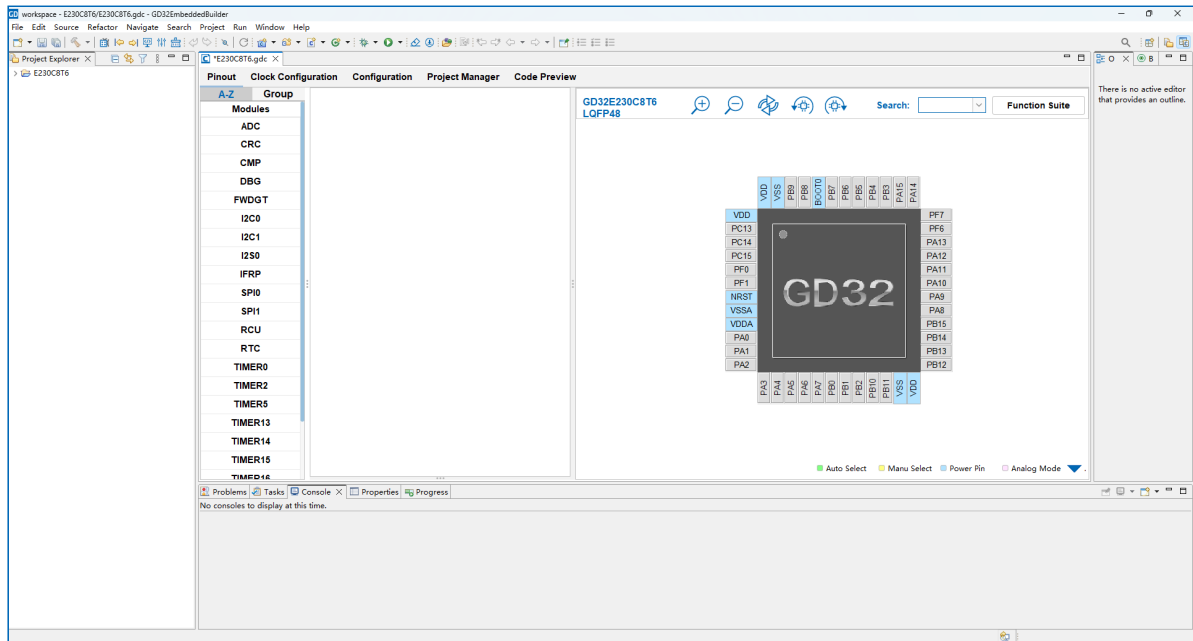 workspace - E230C8T6/E230C8T6.gdc - GD32EmbeddedBuilder
File Edit Source Refactor Navigate Search Project Run Window Help
Project Explorer
E230C8T6
*E230C8T6.gdc
Pinout Clock Configuration Configuration Project Manager Code Preview
A-Z Group
Modules
ADC
CRC
CMP
DBG
FWDGT
I2C0
I2C1
I2S0
IFRP
SPI0
SPI1
RCU
RTC
TIMER0
TIMER2
TIMER5
TIMER13
TIMER14
TIMER15
TIMER16
GD32E230C8T6
LQFP48
Search:
Function Suite
VDD VSS PB9 PB8 BOOT0 PB7 PB6 PB5 PB4 PB3 PA15 PA14
VDD
PC13
PC14
PC15
PF0
PF1
NRST
VSSA
VDDA
PA0
PA1
PA2
GD32
PF7
PF6
PA13
PA12
PA11
PA10
PA9
PA8
PB15
PB14
PB13
PB12
PA3 PA4 PA5 PA6 PA7 PB0 PB1 PB2 PB10 PB11 VSS VDD
Auto Select Manu Select Power Pin Analog Mode
O B
There is no active editor
that provides an outline.
Problems Tasks Console Properties Progress
No consoles to display at this time.